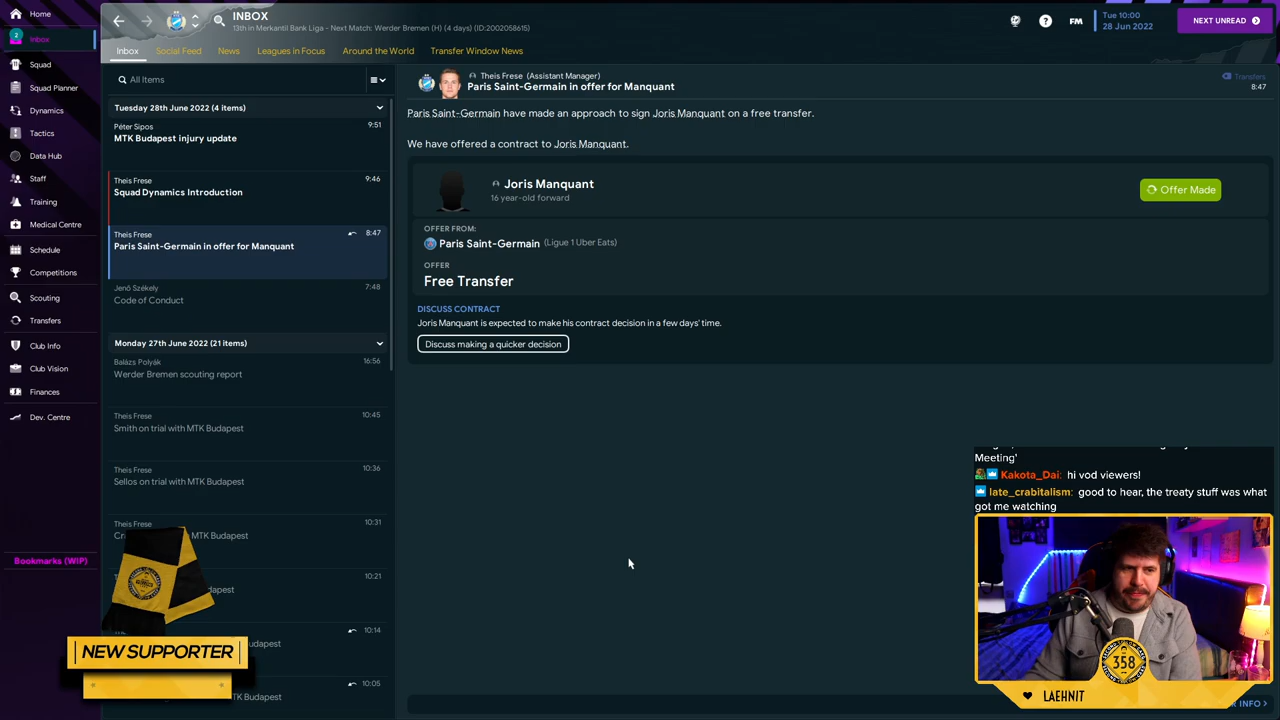 Home
INBOX
13th in Merkantil Bank Liga - Next Match: Werder Bremen (H) (4 days) (ID:2002058615)
FM
Tue 10:00
28 Jun 2022
NEXT UNREAD
2
Inbox
Squad
Squad Planner
Dynamics
Tactics
Data Hub
Staff
Training
Medical Centre
Schedule
Competitions
Scouting
Transfers
Club Info
Club Vision
Finances
Dev. Centre
Bookmarks (WIP)
Inbox
Social Feed
News
Leagues in Focus
Around the World
Transfer Window News
All Items
Tuesday 28th June 2022 (4 items)
Péter Sipos
9:51
MTK Budapest injury update
Theis Frese
9:46
Squad Dynamics Introduction
Theis Frese
8:47
Paris Saint-Germain in offer for Manquant
Jenő Székely
7:48
Code of Conduct
Monday 27th June 2022 (21 items)
Balázs Polyák
16:56
Werder Bremen scouting report
Theis Frese
10:45
Smith on trial with MTK Budapest
Theis Frese
10:36
Sellos on trial with MTK Budapest
Theis Frese
10:31
MTK Budapest
10:21
10:14
10:05
TK Budapest
Theis Frese (Assistant Manager)
Paris Saint-Germain in offer for Manquant
Transfers
8:47
Paris Saint-Germain have made an approach to sign Joris Manquant on a free transfer.
We have offered a contract to Joris Manquant.
Joris Manquant
16 year-old forward
Offer Made
OFFER FROM:
Paris Saint-Germain (Ligue 1 Uber Eats)
OFFER
Free Transfer
DISCUSS CONTRACT
Joris Manquant is expected to make his contract decision in a few days' time.
Discuss making a quicker decision
Meeting'
Kakota_Dai: hi vod viewers!
late_crabitalism: good to hear, the treaty stuff was what
got me watching
NEW SUPPORTER
358
LAEHNIT
INFO